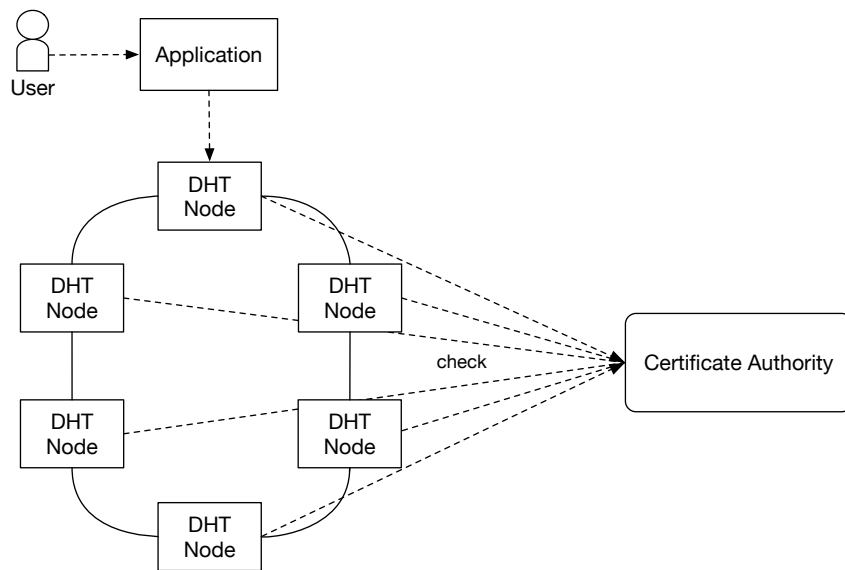 Application
User
DHT
Node
DHT
Node
DHT
Node
check
Certificate Authority
DHT
Node
DHT
Node
DHT
Node